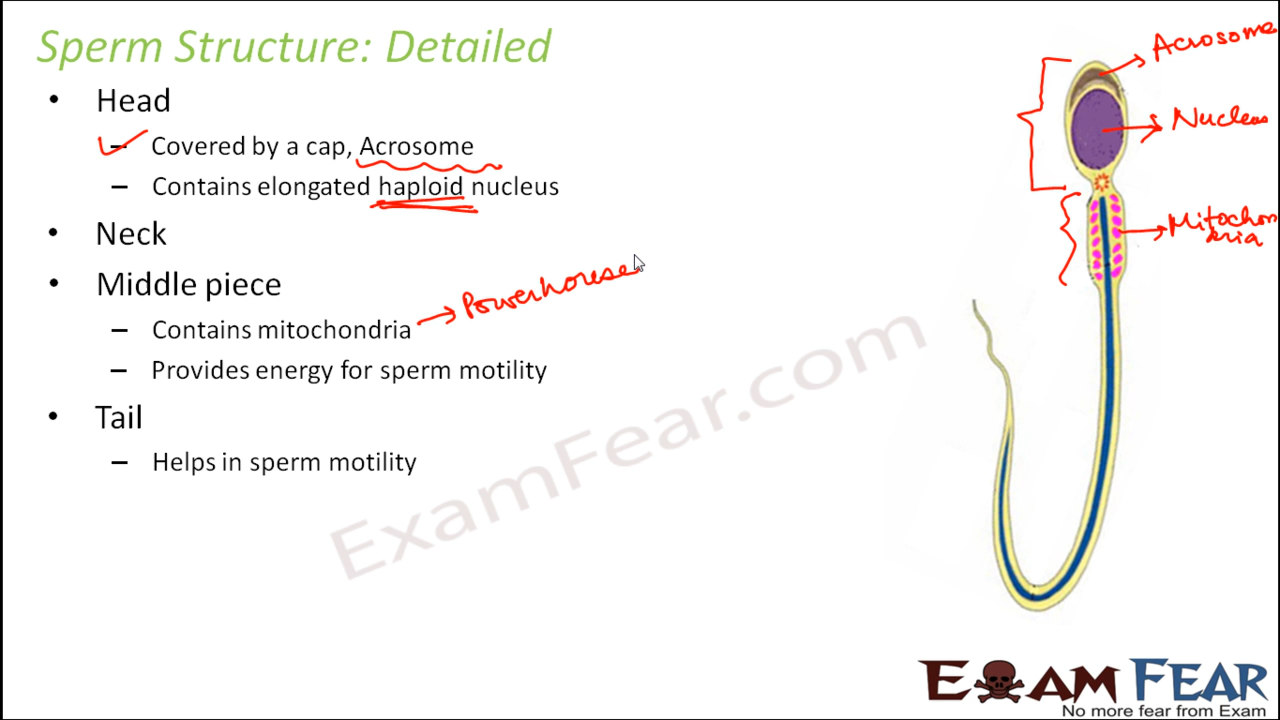 Sperm Structure: Detailed
• Head
– Covered by a cap, Acrosome
– Contains elongated haploid nucleus
• Neck
• Middle piece
– Contains mitochondria
Powerhouse
– Provides energy for sperm motility
• Tail
– Helps in sperm motility
Acrosome
Nucleus
Mitochon
dria
ExamFear.com
EXAM FEAR
No more fear from Exam